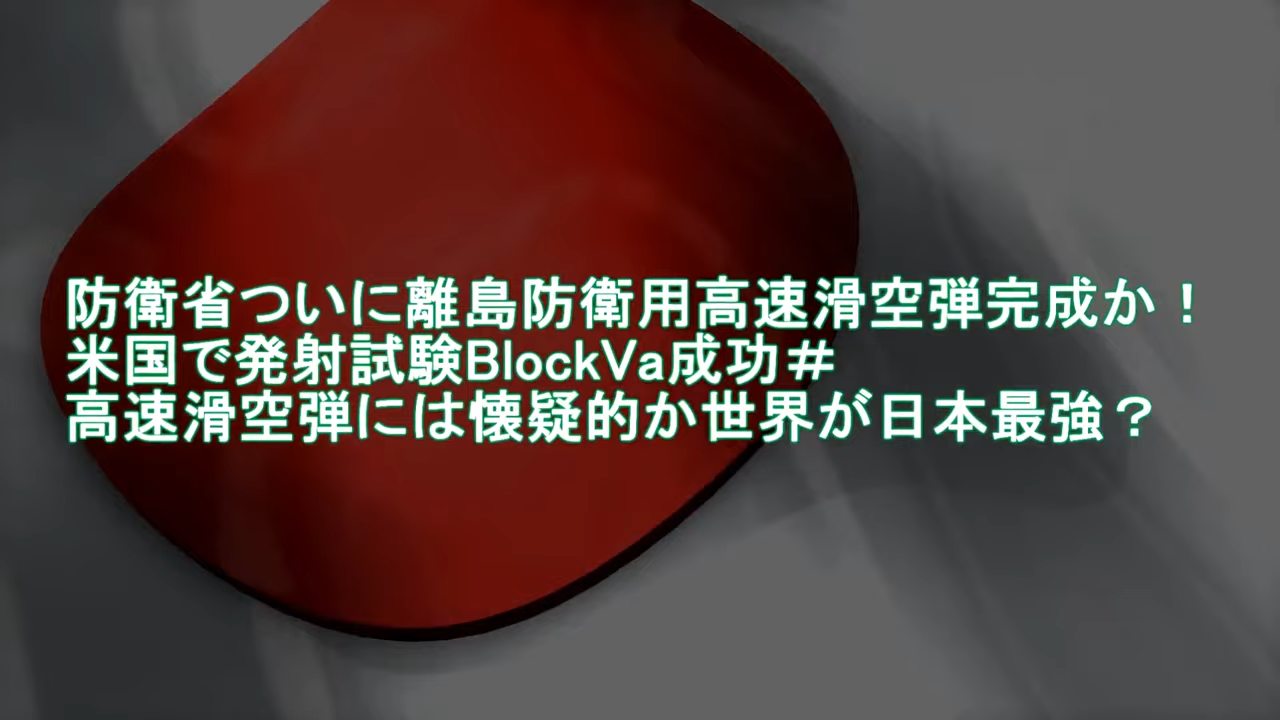 防衛省ついに離島防衛用高速滑空弾完成か！
米国で発射試験BlockVa成功＃
高速滑空弾には懐疑的か世界が日本最強？